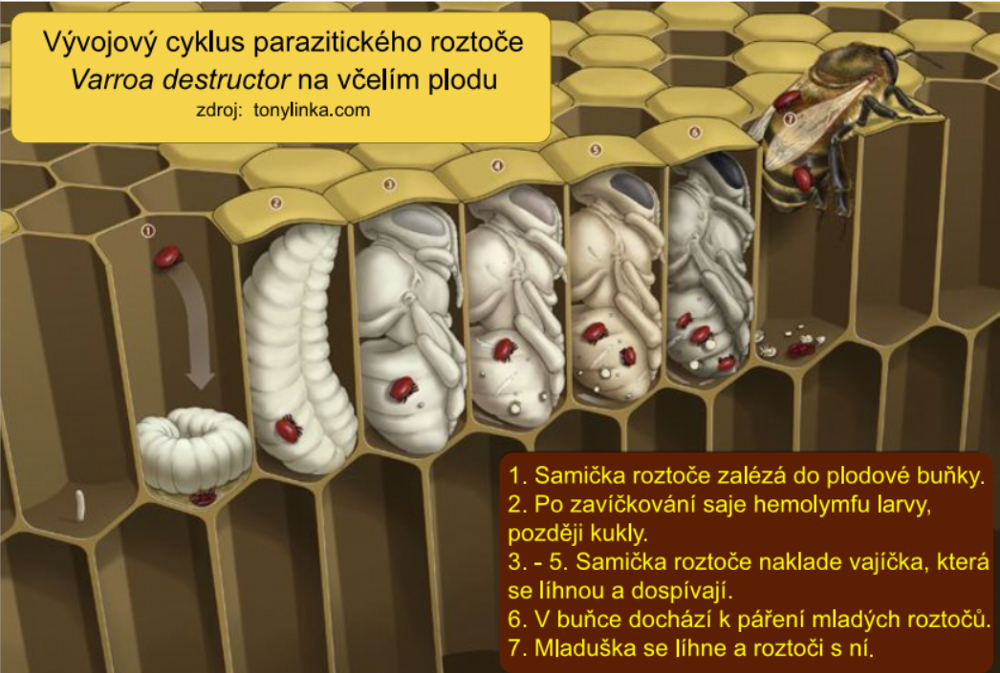 Vývojový cyklus parazitického roztoče
Varroa destructor na včelím plodu
zdroj: tonylinka.com
1
2
3
4
5
6
7
1. Samička roztoče zalézá do plodové buňky.
2. Po zavíčkování saje hemolymfu larvy,
později kukly.
3. - 5. Samička roztoče naklade vajíčka, která
se líhnou a dospívají.
6. V buňce dochází k páření mladých roztočů.
7. Mladuška se líhne a roztoči s ní.